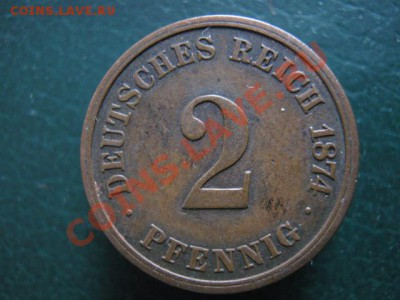 COINS.LAVE.RU
DEUTSCHES REICH 1874
2
PFENNIG
COINS.LAVE.RU